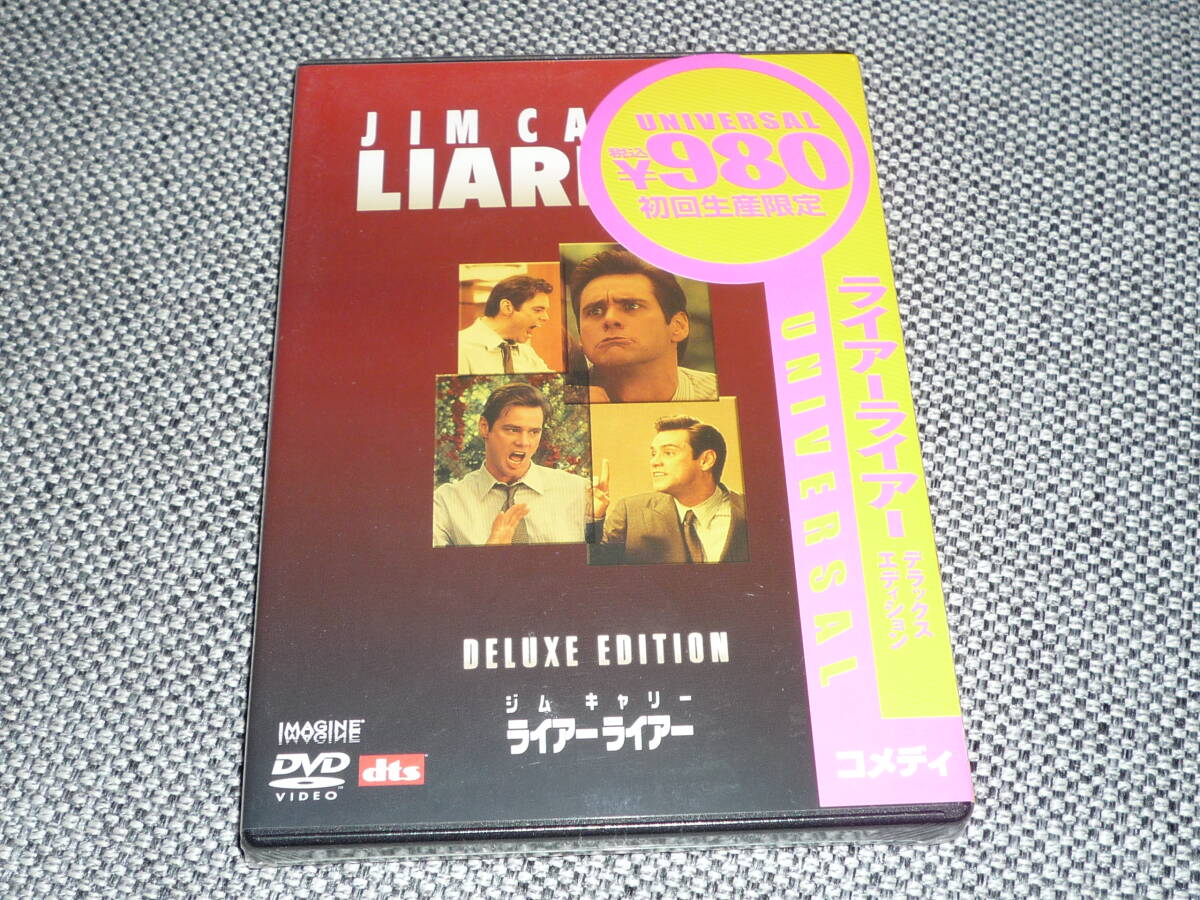 JIM CA
LIAR
UNIVERSAL
税込
¥980
初回生産限定
UNIVERSAL
ライアーライアー
デラックス
エディション
コメディ
DELUXE EDITION
ジム キャリー
ライアー ライアー
IMAGINE
DVD
VIDEO
dts